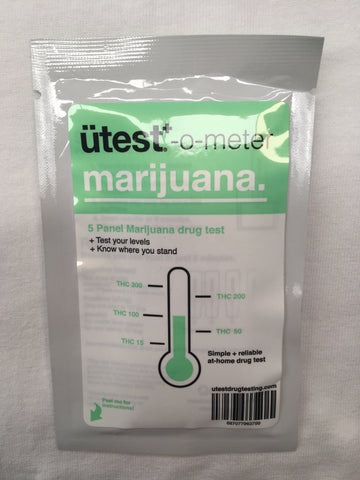 ütest+-o-meter
marijuana.
5 Panel Marijuana drug test
+ Test your levels
+ Know where you stand
THC 300
THC 200
THC 100
THC 50
THC 15
Simple + reliable
at-home drug test
Peel me for
instructions!
utestdrugtesting.com